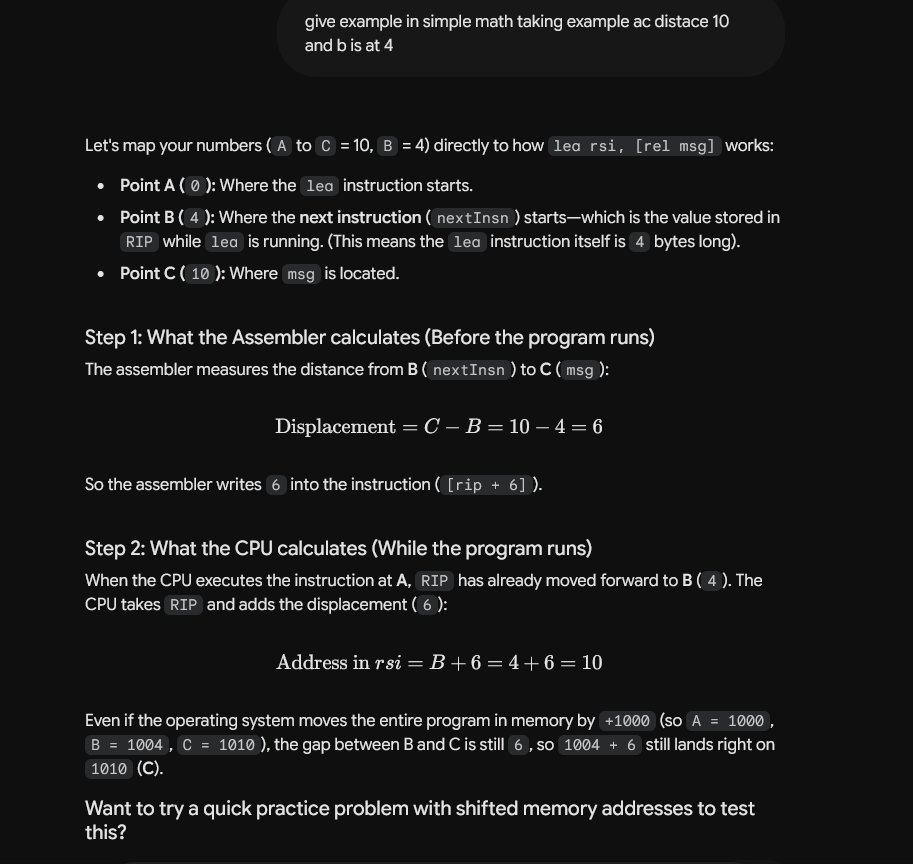 give example in simple math taking example ac distace 10
and b is at 4
Let's map your numbers ( A to C = 10, B = 4) directly to how lea rsi, [rel msg] works:
• Point A ( 0 ): Where the lea instruction starts.
• Point B ( 4 ): Where the next instruction ( nextInsn ) starts—which is the value stored in
RIP while lea is running. (This means the lea instruction itself is 4 bytes long).
• Point C ( 10 ): Where msg is located.
Step 1: What the Assembler calculates (Before the program runs)
The assembler measures the distance from B ( nextInsn ) to C ( msg ):
Displacement = C − B = 10 − 4 = 6
So the assembler writes 6 into the instruction ( [rip + 6] ).
Step 2: What the CPU calculates (While the program runs)
When the CPU executes the instruction at A, RIP has already moved forward to B ( 4 ). The
CPU takes RIP and adds the displacement ( 6 ):
Address in rsi = B + 6 = 4 + 6 = 10
Even if the operating system moves the entire program in memory by +1000 (so A = 1000 ,
B = 1004 , C = 1010 ), the gap between B and C is still 6 , so 1004 + 6 still lands right on
1010 (C).
Want to try a quick practice problem with shifted memory addresses to test
this?